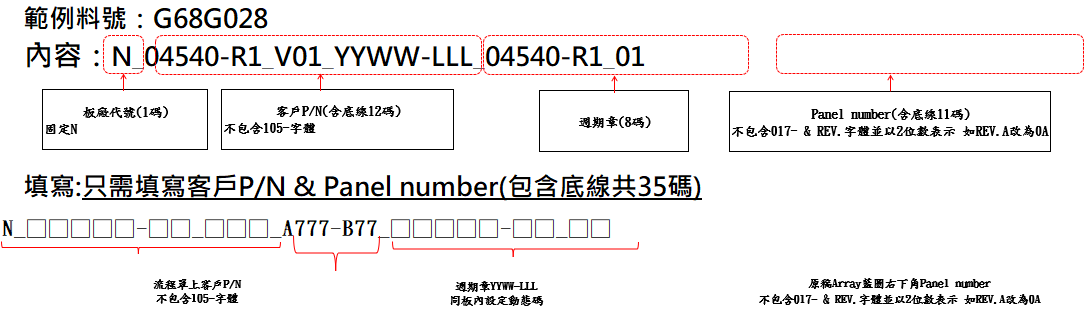 範例料號：G68G028
內容：N_04540-R1_V01_YYWW-LLL_04540-R1_01
板廠代號(1碼)
固定N
客戶P/N(含底線12碼)
不包含105-字體
週期章(8碼)
Panel number(含底線11碼)
不包含017- & REV.字體並以2位數表示 如REV.A改為0A
填寫:只需填寫客戶P/N & Panel number(包含底線共35碼)
N_□□□□□-□□_□□□_A777-B77_□□□□□-□□_□□
流程單上客戶P/N
不包含105-字體
週期章YYWW-LLL
同板內設定動態碼
原稿Array藍圖右下角Panel number
不包含017- & REV.字體並以2位數表示 如REV.A改為0A